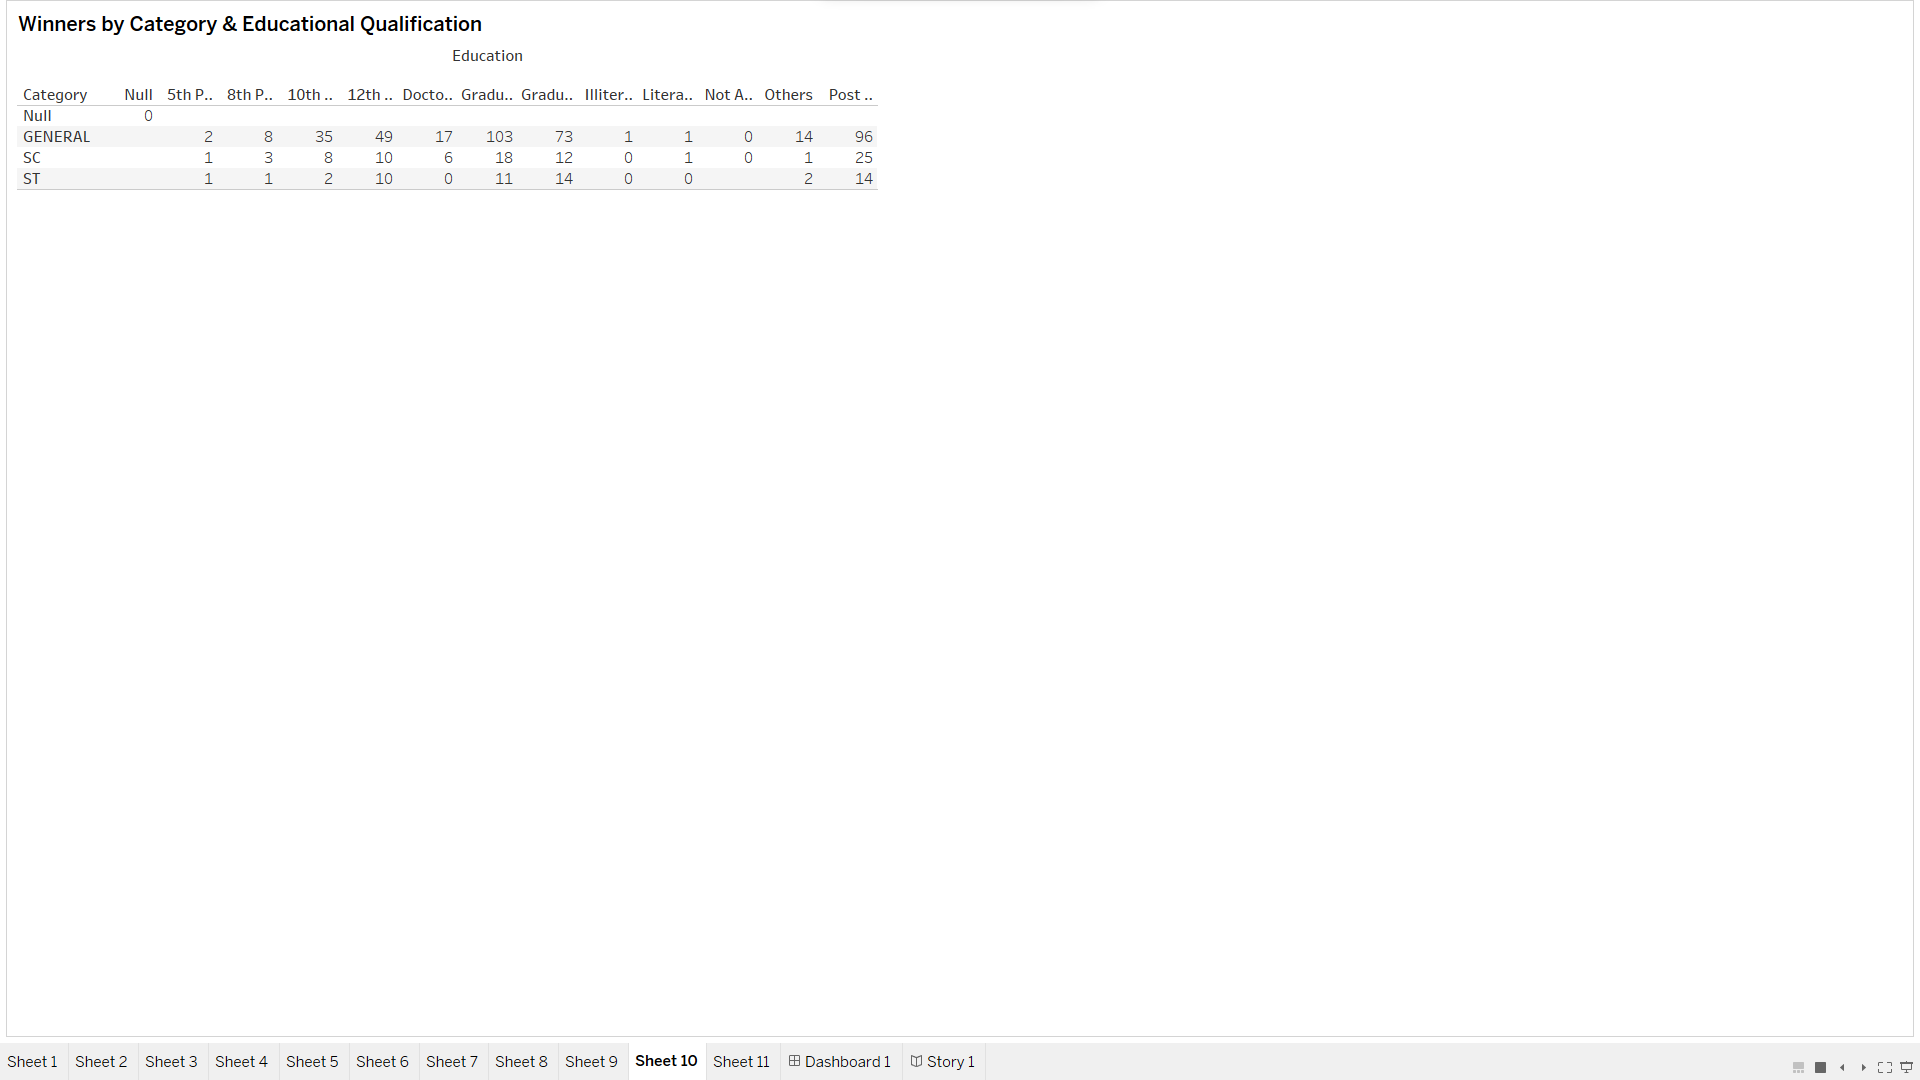 Winners by Category & Educational Qualification
Education
Category Null 5th P.. 8th P.. 10th .. 12th .. Docto.. Gradu.. Gradu.. Illiter.. Litera.. Not A.. Others Post ..
Null 0
GENERAL 2 8 35 49 17 103 73 1 1 0 14 96
SC 1 3 8 10 6 18 12 0 1 0 1 25
ST 1 1 2 10 0 11 14 0 0 2 14
Sheet 1 Sheet 2 Sheet 3 Sheet 4 Sheet 5 Sheet 6 Sheet 7 Sheet 8 Sheet 9 Sheet 10 Sheet 11 Dashboard 1 Story 1